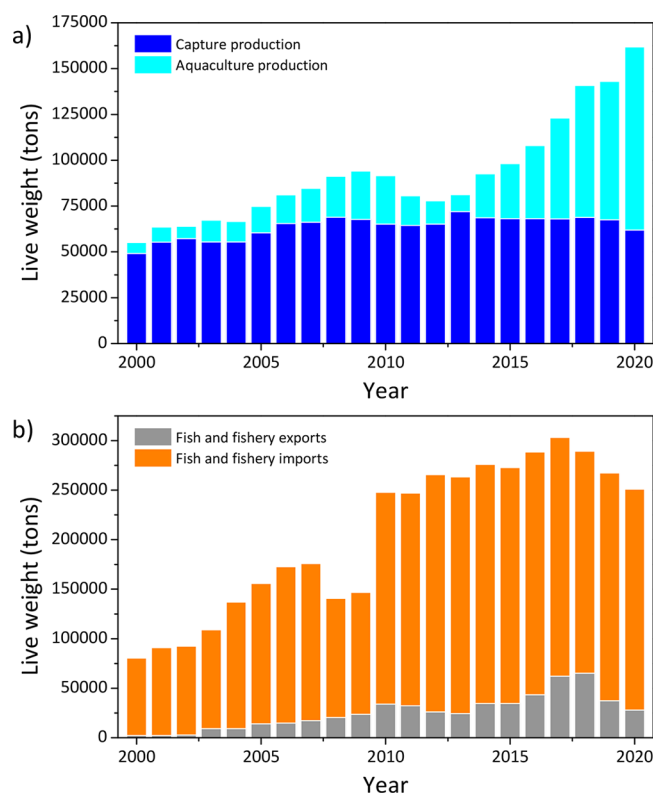 a)
Capture production
Aquaculture production
175000
150000
125000
100000
75000
50000
25000
0
Live weight (tons)
2000
2005
2010
2015
2020
Year
b)
Fish and fishery exports
Fish and fishery imports
300000
250000
200000
150000
100000
50000
0
Live weight (tons)
2000
2005
2010
2015
2020
Year